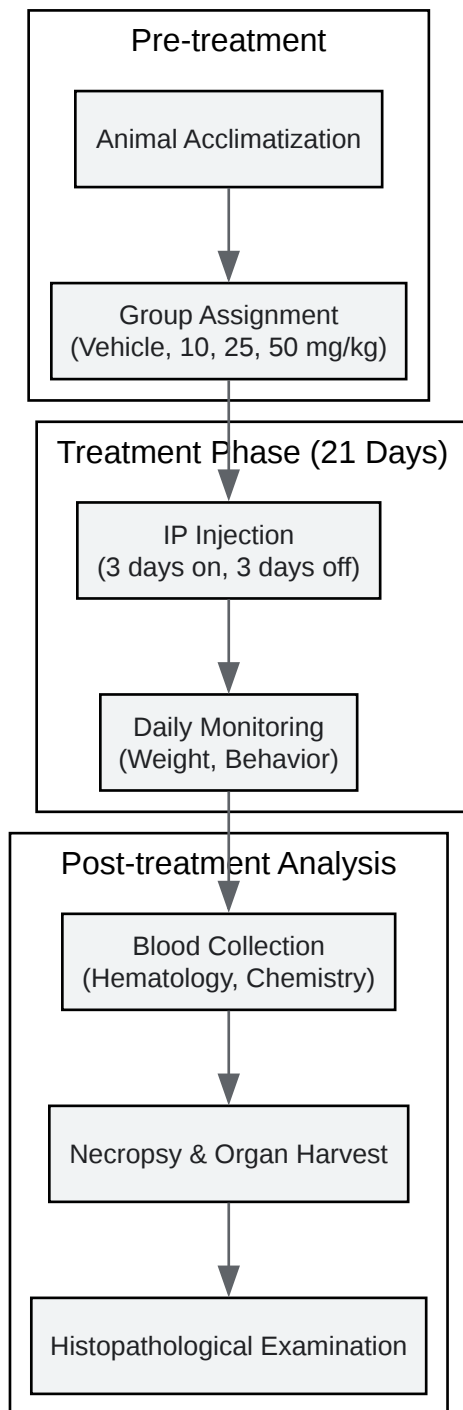 Pre-treatment
Animal Acclimatization
Group Assignment
(Vehicle, 10, 25, 50 mg/kg)
Treatment Phase (21 Days)
IP Injection
(3 days on, 3 days off)
Daily Monitoring
(Weight, Behavior)
Post-treatment Analysis
Blood Collection
(Hematology, Chemistry)
Necropsy & Organ Harvest
Histopathological Examination